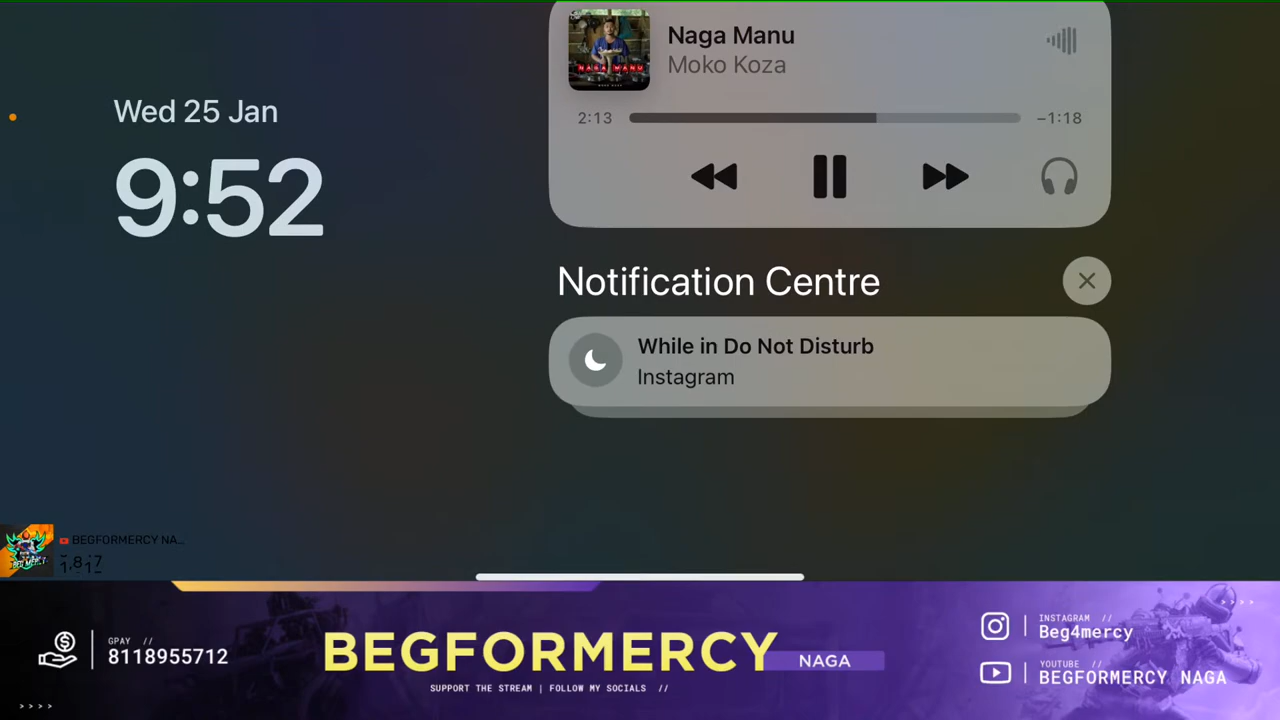 Naga Manu
Moko Koza
2:13
−1:18
Wed 25 Jan
9:52
Notification Centre
While in Do Not Disturb
Instagram
BEGFORMERCY NA...
GPAY //
8118955712
BEGFORMERCY
NAGA
SUPPORT THE STREAM | FOLLOW MY SOCIALS //
INSTAGRAM //
Beg4mercy
YOUTUBE //
BEGFORMERCY NAGA
>>>>
>>>>